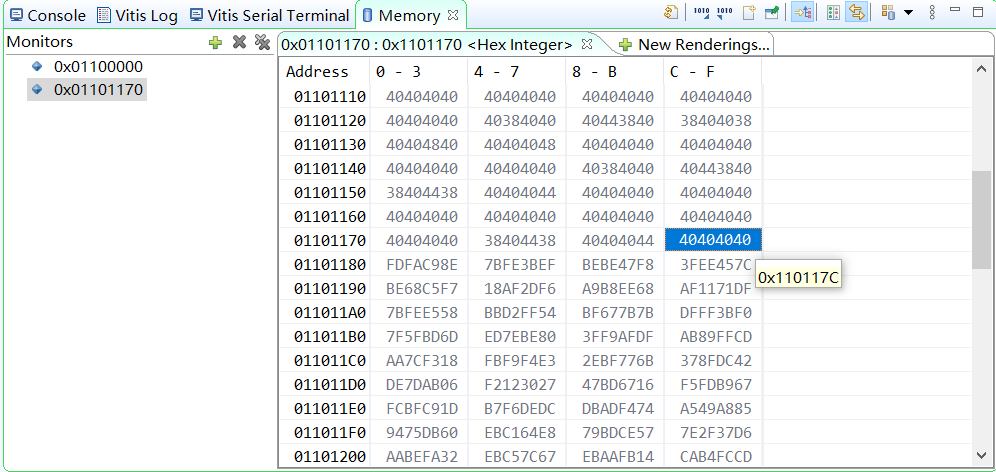 Console Vitis Log Vitis Serial Terminal Memory
Monitors
0x01100000
0x01101170
0x01101170 : 0x1101170 <Hex Integer> New Renderings...
Address 0 - 3 4 - 7 8 - B C - F
01101110 40404040 40404040 40404040 40404040
01101120 40404040 40384040 40443840 38404038
01101130 40404840 40404048 40404040 40404040
01101140 40404040 40404040 40384040 40443840
01101150 38404438 40404044 40404040 40404040
01101160 40404040 40404040 40404040 40404040
01101170 40404040 38404438 40404044 40404040
01101180 FDFAC98E 7BFE3BEF BEBE47F8 3FEE457C
0x110117C
01101190 BE68C5F7 18AF2DF6 A9B8EE68 AF1171DF
011011A0 7BFEE558 BBD2FF54 BF677B7B DFFF3BF0
011011B0 7F5FBD6D ED7EBE80 3FF9AFDF AB89FFCD
011011C0 AA7CF318 FBF9F4E3 2EBF776B 378FDC42
011011D0 DE7DAB06 F2123027 47BD6716 F5FDB967
011011E0 FCBFC91D B7F6DEDC DBADF474 A549A885
011011F0 9475DB60 EBC164E8 79BDCE57 7E2F37D6
01101200 AABEFA32 EBC57C67 EBAAFB14 CAB4FCCD